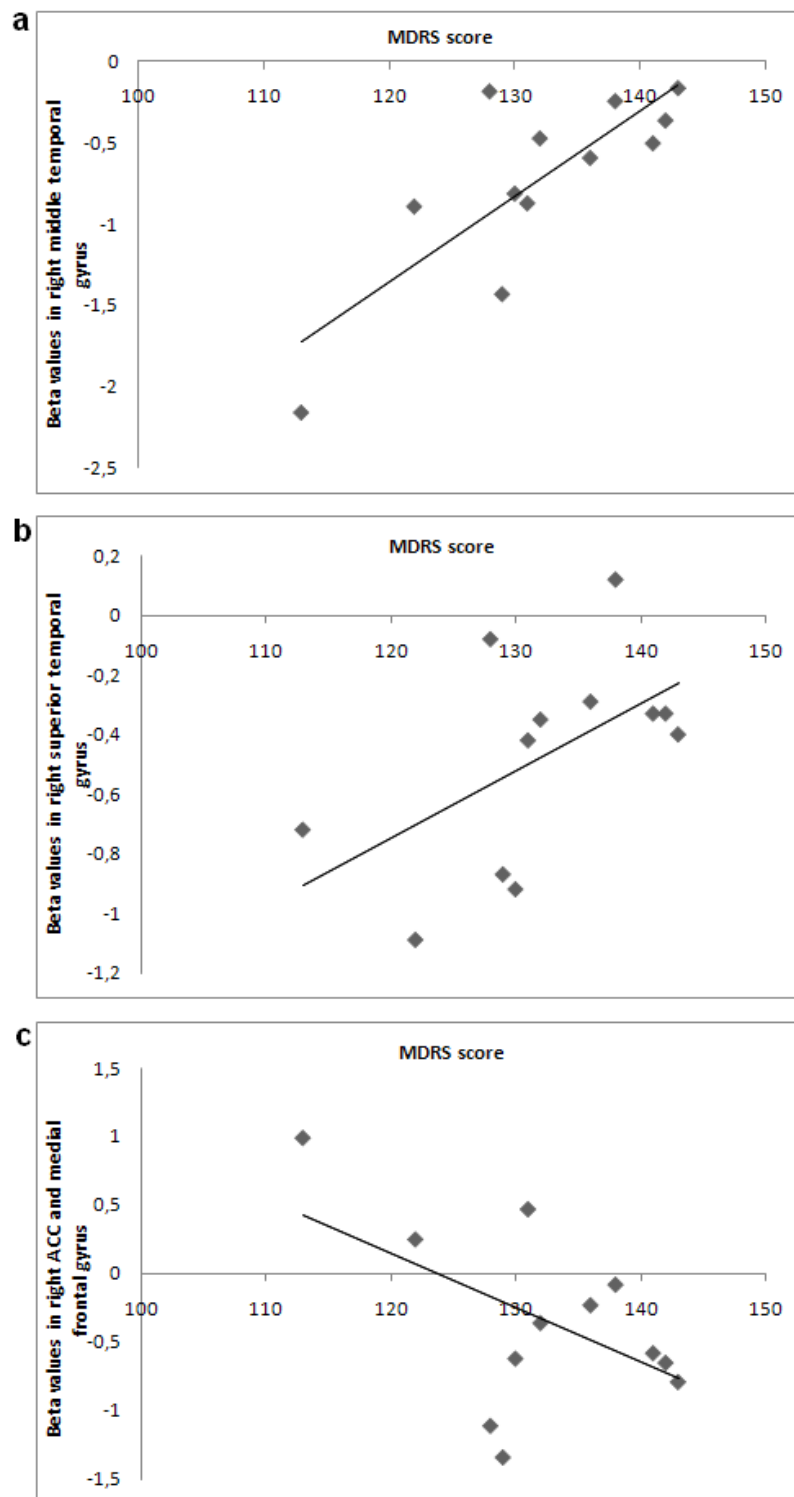 a
MDRS score
0
100 110 120 130 140 150
-0,5
-1
-1,5
-2
-2,5
Beta values in right middle temporal
gyrus
b
MDRS score
0,2
0
100 110 120 130 140 150
-0,2
-0,4
-0,6
-0,8
-1
-1,2
Beta values in right superior temporal
gyrus
c
MDRS score
1,5
1
0,5
0
100 110 120 130 140 150
-0,5
-1
-1,5
Beta values in right ACC and medial
frontal gyrus